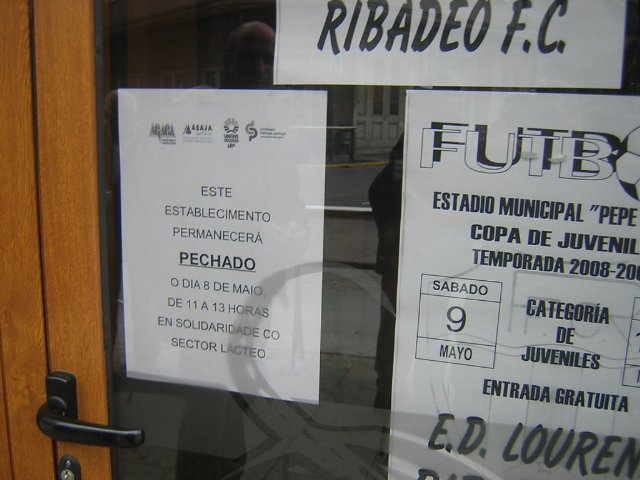 RIBADEO F.C.
ASAJA
ESTE
ESTABLECIMENTO
PERMANECERÁ
PECHADO
O DIA 8 DE MAIO,
DE 11 A 13 HORAS
EN SOLIDARIDADE CO
SECTOR LÁCTEO
FUTB
ESTADIO MUNICIPAL "PEPE
COPA DE JUVENIL
TEMPORADA 2008-20
SABADO
9
MAYO
CATEGORÍA
DE
JUVENILES
ENTRADA GRATUITA
E.D. LOUREN